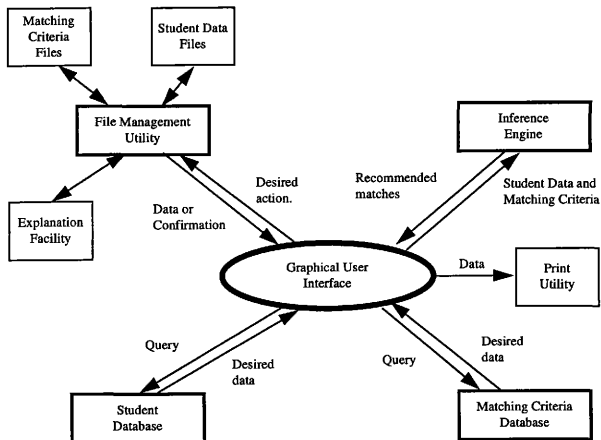 Matching
Criteria
Files
Student Data
Files
File Management
Utility
Inference
Engine
Explanation
Facility
Desired
action.
Data or
Confirmation
Recommended
matches
Student Data and
Matching Criteria
Graphical User
Interface
Data
Print
Utility
Query
Desired
data
Query
Desired
data
Student
Database
Matching Criteria
Database